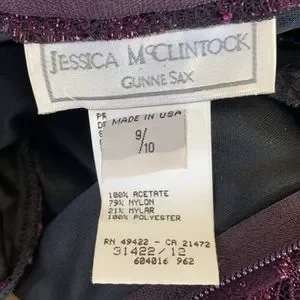 JESSICA McCLINTOCK
GUNNE SAX
MADE IN USA
9/
10
100% ACETATE
79% NYLON
21% MYLAR
100% POLYESTER
RN 49422 - CA 21472
31422/12
604016 962